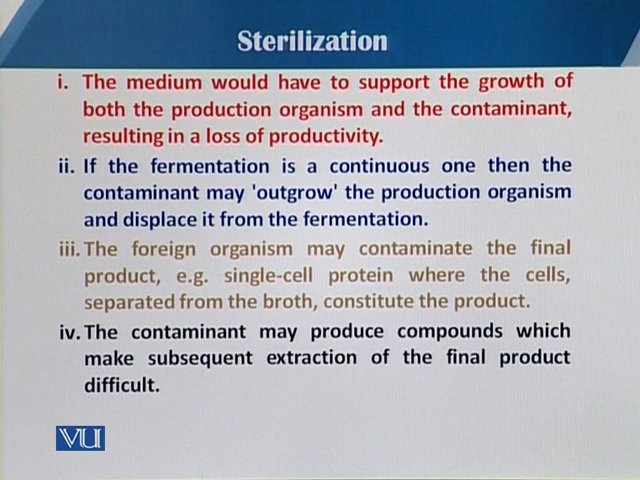 Sterilization
i. The medium would have to support the growth of
both the production organism and the contaminant,
resulting in a loss of productivity.
ii. If the fermentation is a continuous one then the
contaminant may 'outgrow' the production organism
and displace it from the fermentation.
iii. The foreign organism may contaminate the final
product, e.g. single-cell protein where the cells,
separated from the broth, constitute the product.
iv. The contaminant may produce compounds which
make subsequent extraction of the final product
difficult.
VU